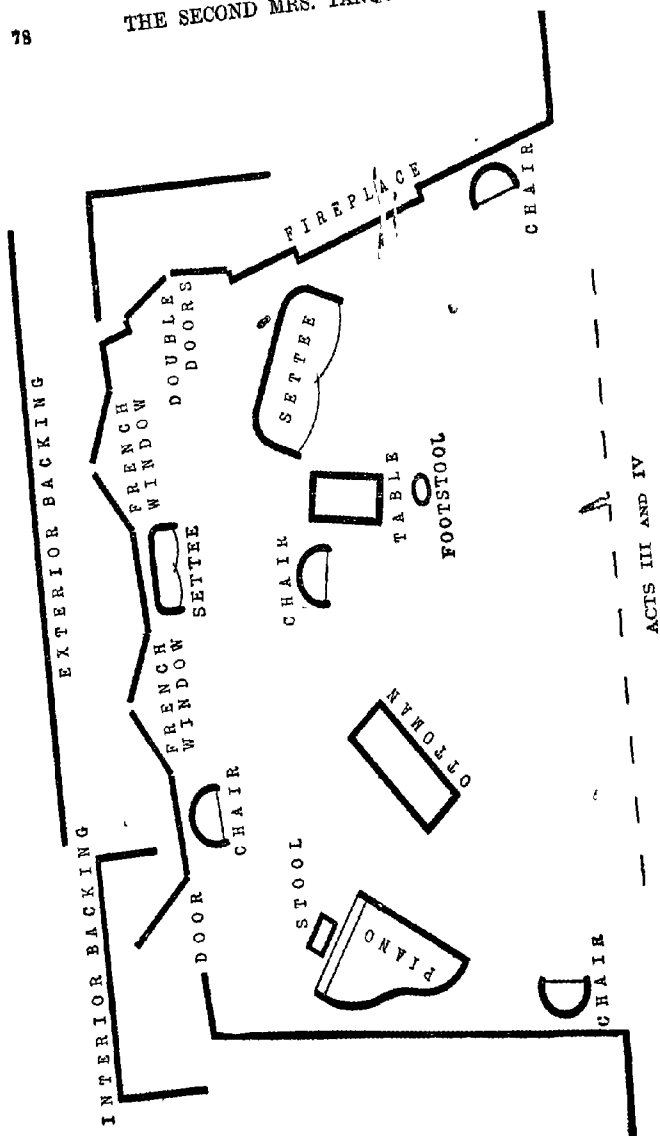 78
THE SECOND MRS.
FIREPLACE
CHAIR
DOUBLE
DOORS
SETTEE
EXTERIOR BACKING
FRENCH
WINDOW
SETTEE
TABLE
FOOTSTOOL
CHAIR
ACTS III AND IV
FRENCH
WINDOW
OTTOMAN
CHAIR
STOOL
INTERIOR BACKING
DOOR
PIANO
CHAIR